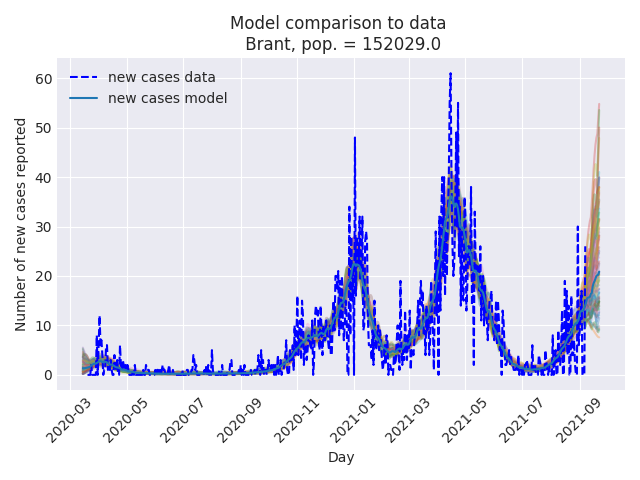 Model comparison to data
Brant, pop. = 152029.0
new cases data
new cases model
Number of new cases reported
60
50
40
30
20
10
0
2020-03
2020-05
2020-07
2020-09
2020-11
2021-01
2021-03
2021-05
2021-07
2021-09
Day